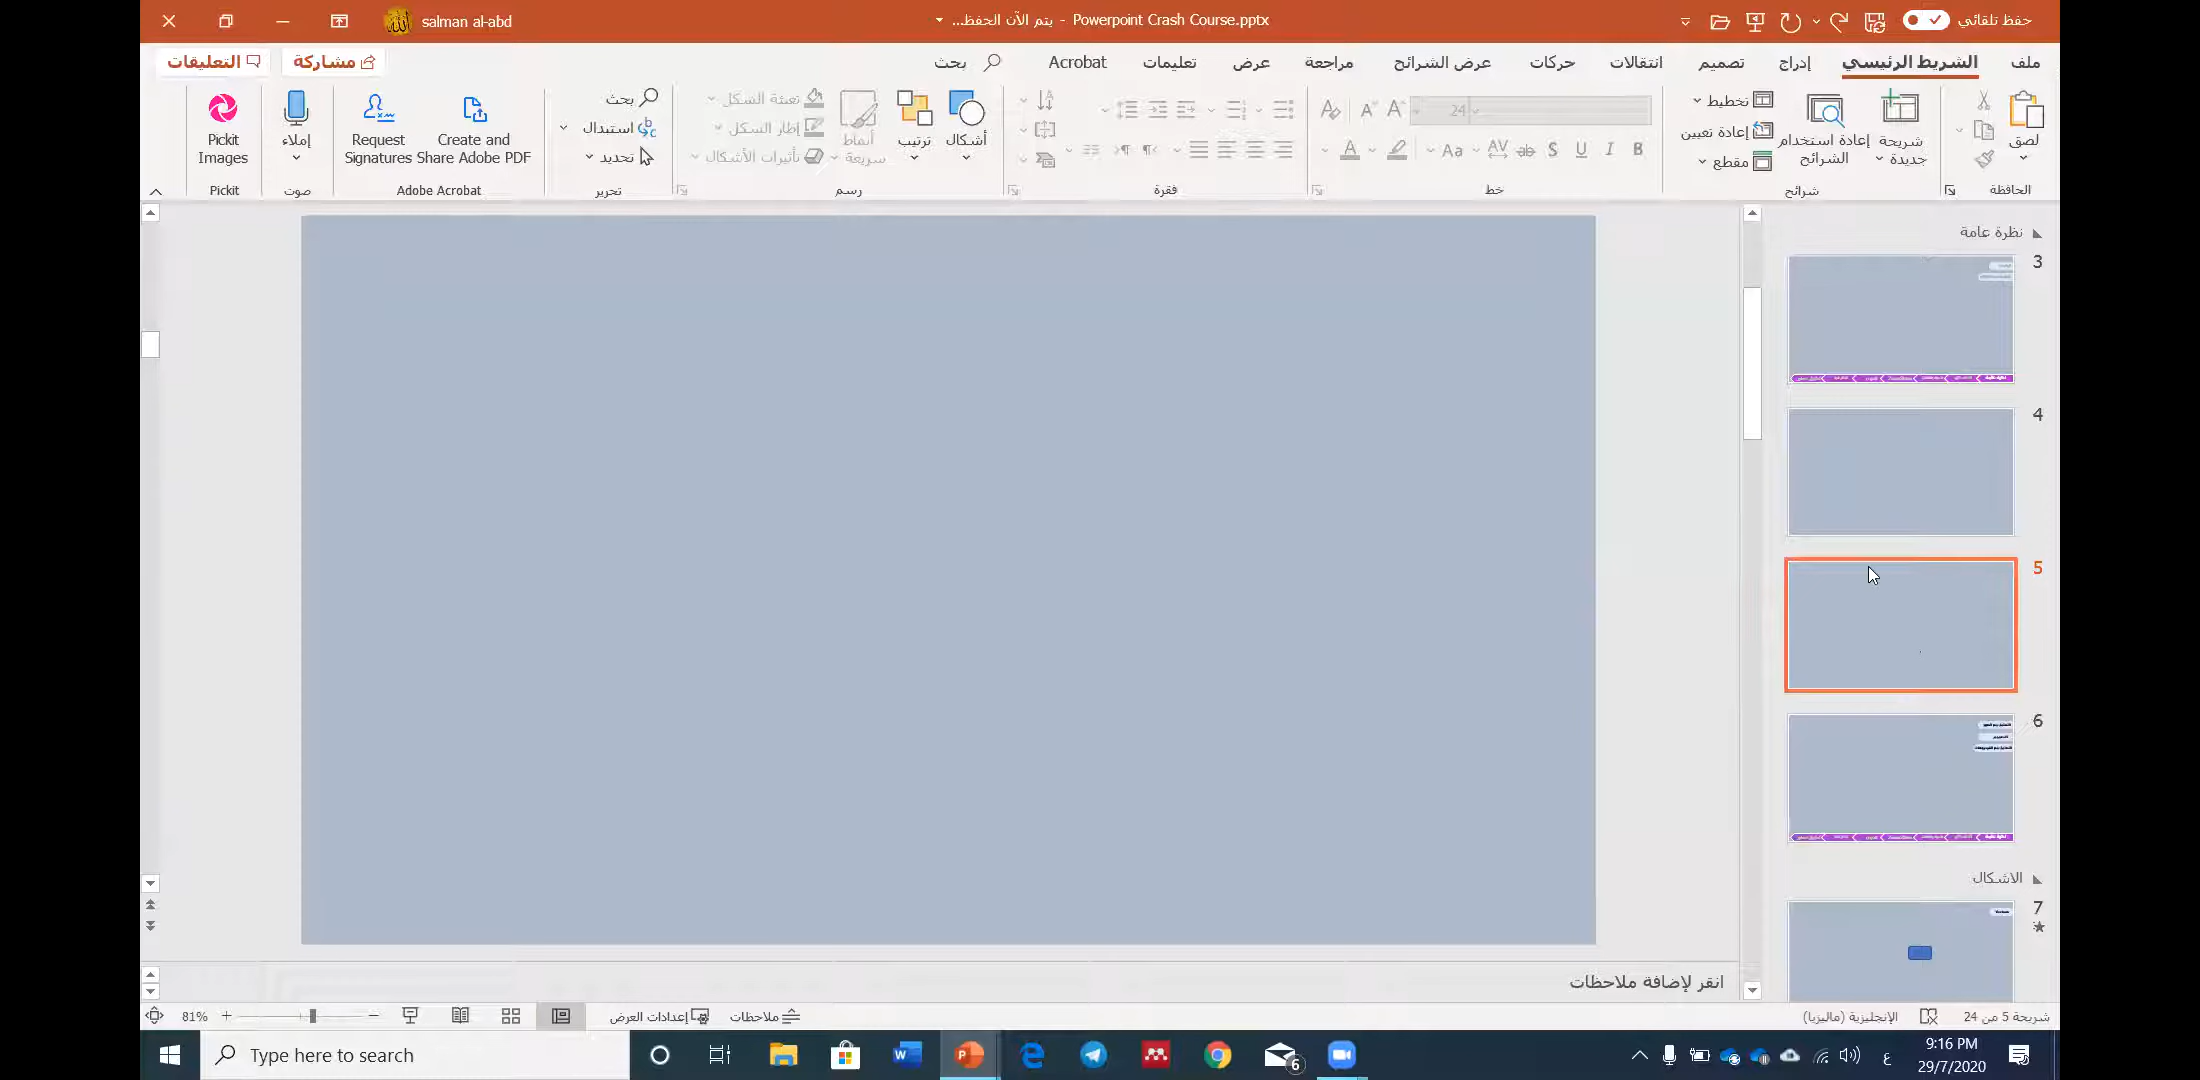 حفظ تلقائي
Powerpoint Crash Course.pptx - يتم الآن الحفظ...
salman al-abd
ملف
الشريط الرئيسي
إدراج
تصميم
انتقالات
حركات
عرض الشرائح
مراجعة
عرض
تعليمات
Acrobat
بحث
مشاركة
التعليقات
لصق
الحافظة
شريحة جديدة
إعادة استخدام الشرائح
تخطيط
إعادة تعيين
مقطع
شرائح
24
خط
فقرة
أشكال
ترتيب
أنماط سريعة
تعبئة الشكل
إطار الشكل
تأثيرات الأشكال
رسم
بحث
استبدال
تحديد
تحرير
Create and Share Adobe PDF
Request Signatures
Adobe Acrobat
إملاء
صوت
Pickit Images
Pickit
نظرة عامة
3
4
5
6
الاشكال
7
انقر لإضافة ملاحظات
شريحة 5 من 24
الإنجليزية (ماليزيا)
ملاحظات
إعدادات العرض
81%
Type here to search
6
ع
9:16 PM
29/7/2020